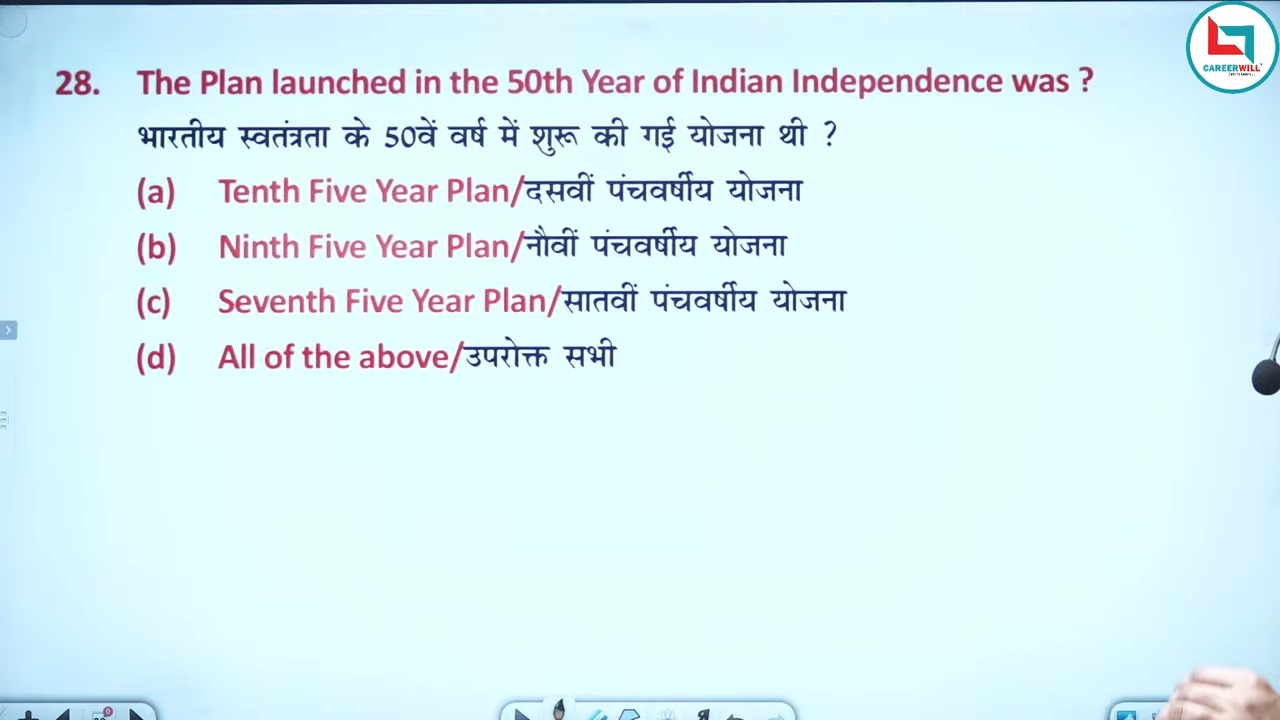 28. The Plan launched in the 50th Year of Indian Independence was ?
भारतीय स्वतंत्रता के 50वें वर्ष में शुरू की गई योजना थी ?
(a) Tenth Five Year Plan/दसवीं पंचवर्षीय योजना
(b) Ninth Five Year Plan/नौवीं पंचवर्षीय योजना
(c) Seventh Five Year Plan/सातवीं पंचवर्षीय योजना
(d) All of the above/उपरोक्त सभी
CAREERWILL